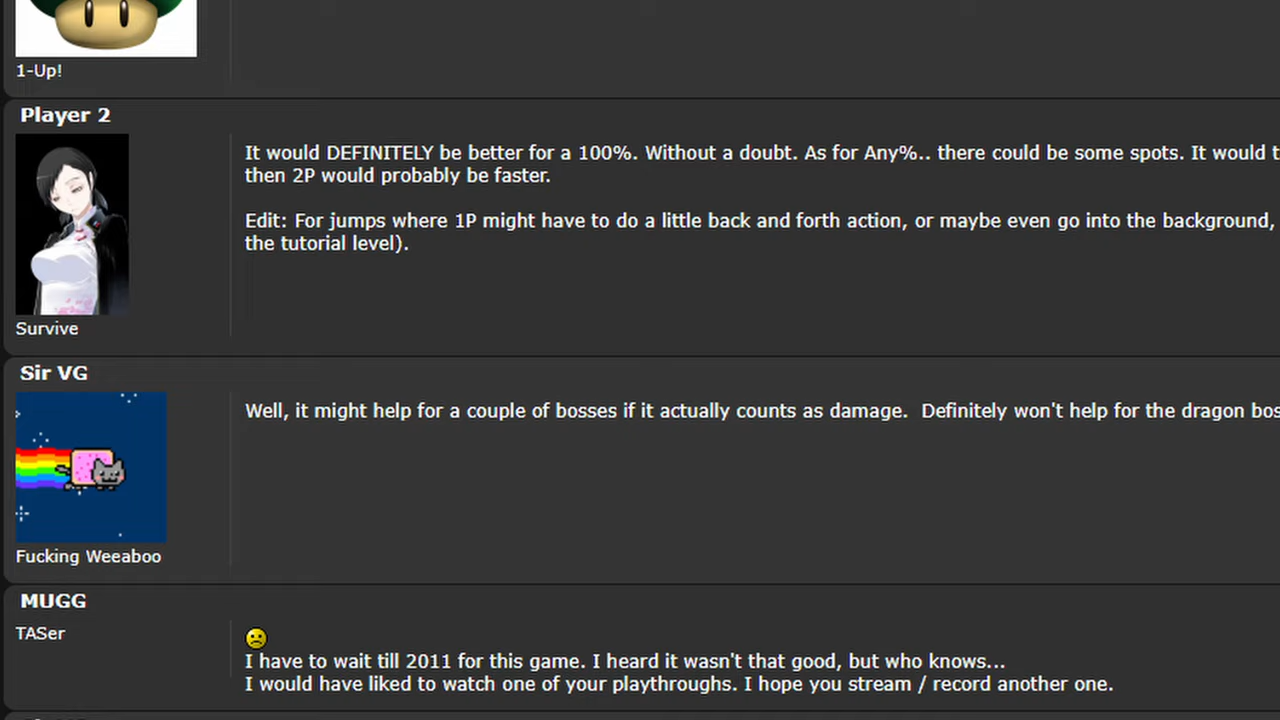 1-Up!
Player 2
It would DEFINITELY be better for a 100%. Without a doubt. As for Any%.. there could be some spots. It would
then 2P would probably be faster.
Edit: For jumps where 1P might have to do a little back and forth action, or maybe even go into the background,
the tutorial level).
Survive
Sir VG
Well, it might help for a couple of bosses if it actually counts as damage.  Definitely won't help for the dragon
Fucking Weeaboo
MUGG
TASer
I have to wait till 2011 for this game. I heard it wasn't that good, but who knows...
I would have liked to watch one of your playthroughs. I hope you stream / record another one.